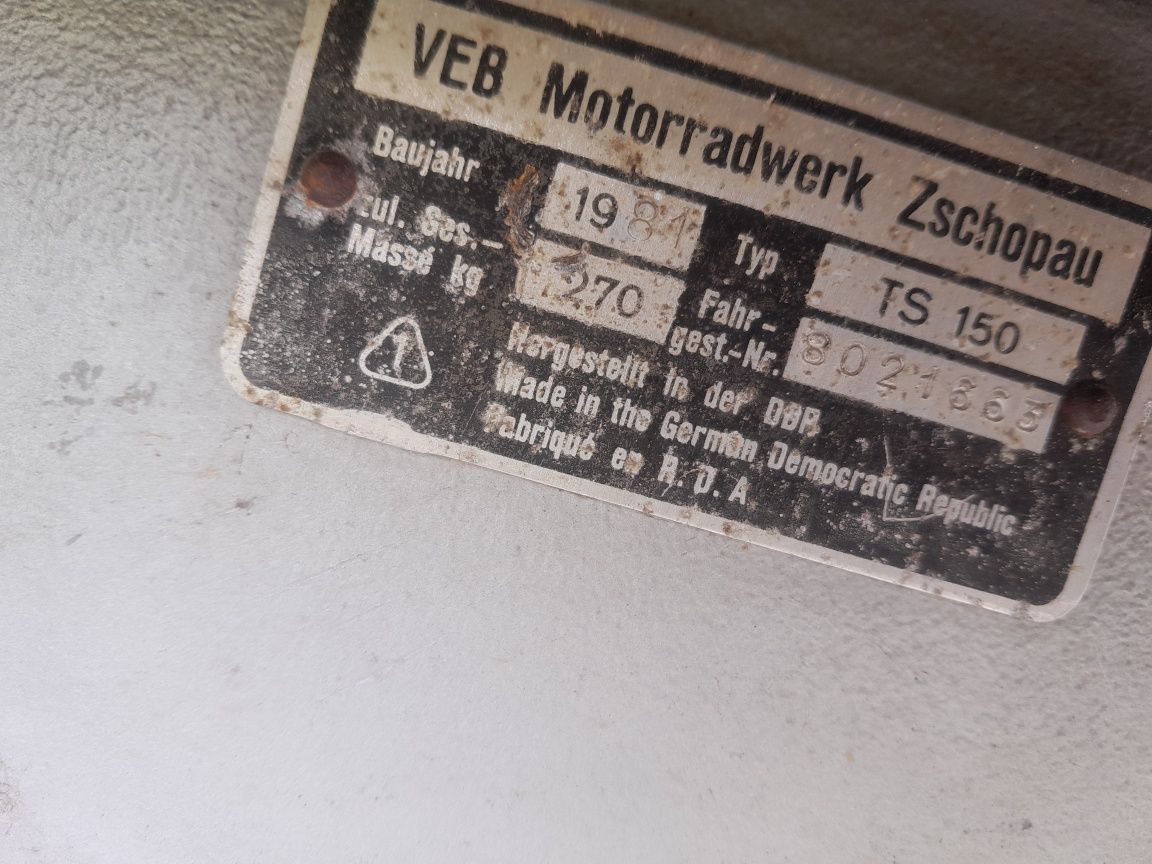 VEB Motorradwerk Zschopau
Baujahr 1981 Typ TS 150
zul. Ges.- Masse kg 270 Fahr- gest.-Nr. 8021663
1
Hergestellt in der DDR
Made in the German Democratic Republic
Fabriqué en R.D.A